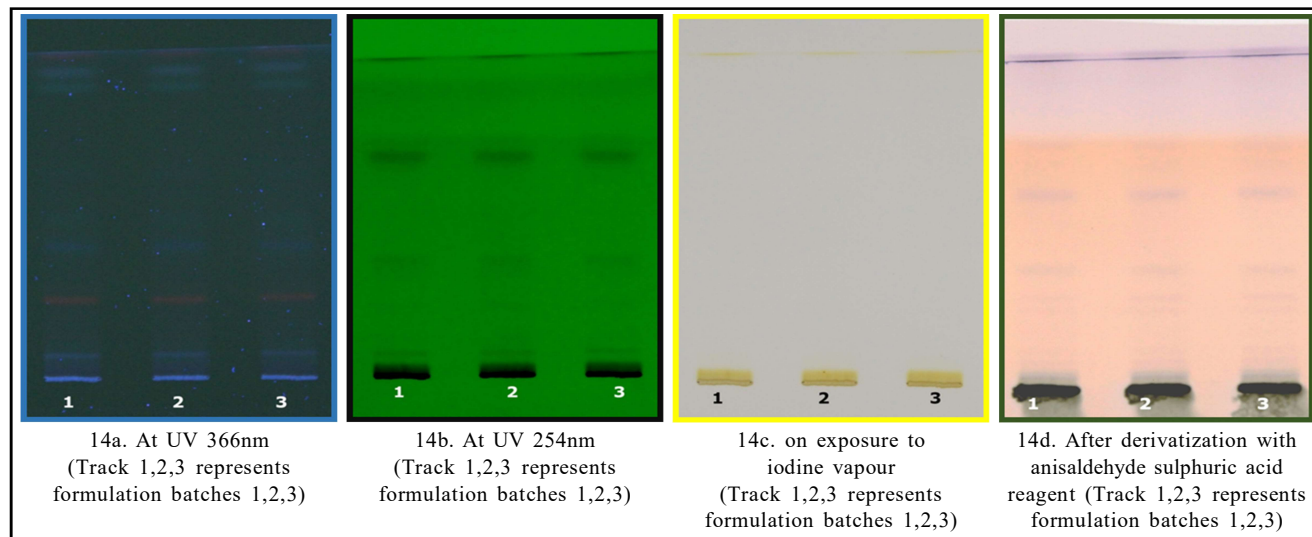 1 2 3
1 2 3
1 2 3
1 2 3
14a. At UV 366nm
(Track 1,2,3 represents
formulation batches 1,2,3)
14b. At UV 254nm
(Track 1,2,3 represents
formulation batches 1,2,3)
14c. on exposure to
iodine vapour
(Track 1,2,3 represents
formulation batches 1,2,3)
14d. After derivatization with
anisaldehyde sulphuric acid
reagent (Track 1,2,3 represents
formulation batches 1,2,3)